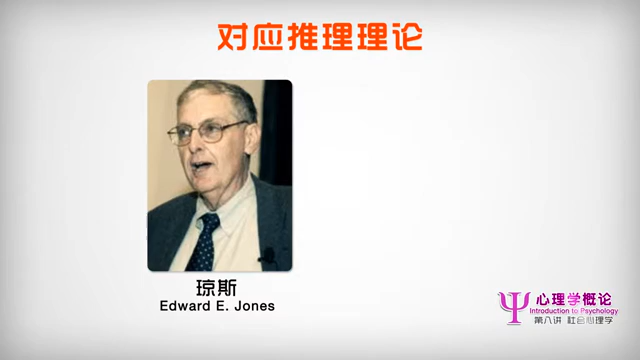 对应推理理论
琼斯
Edward E. Jones
心理学概论
Introduction to Psychology
第八讲 社会心理学